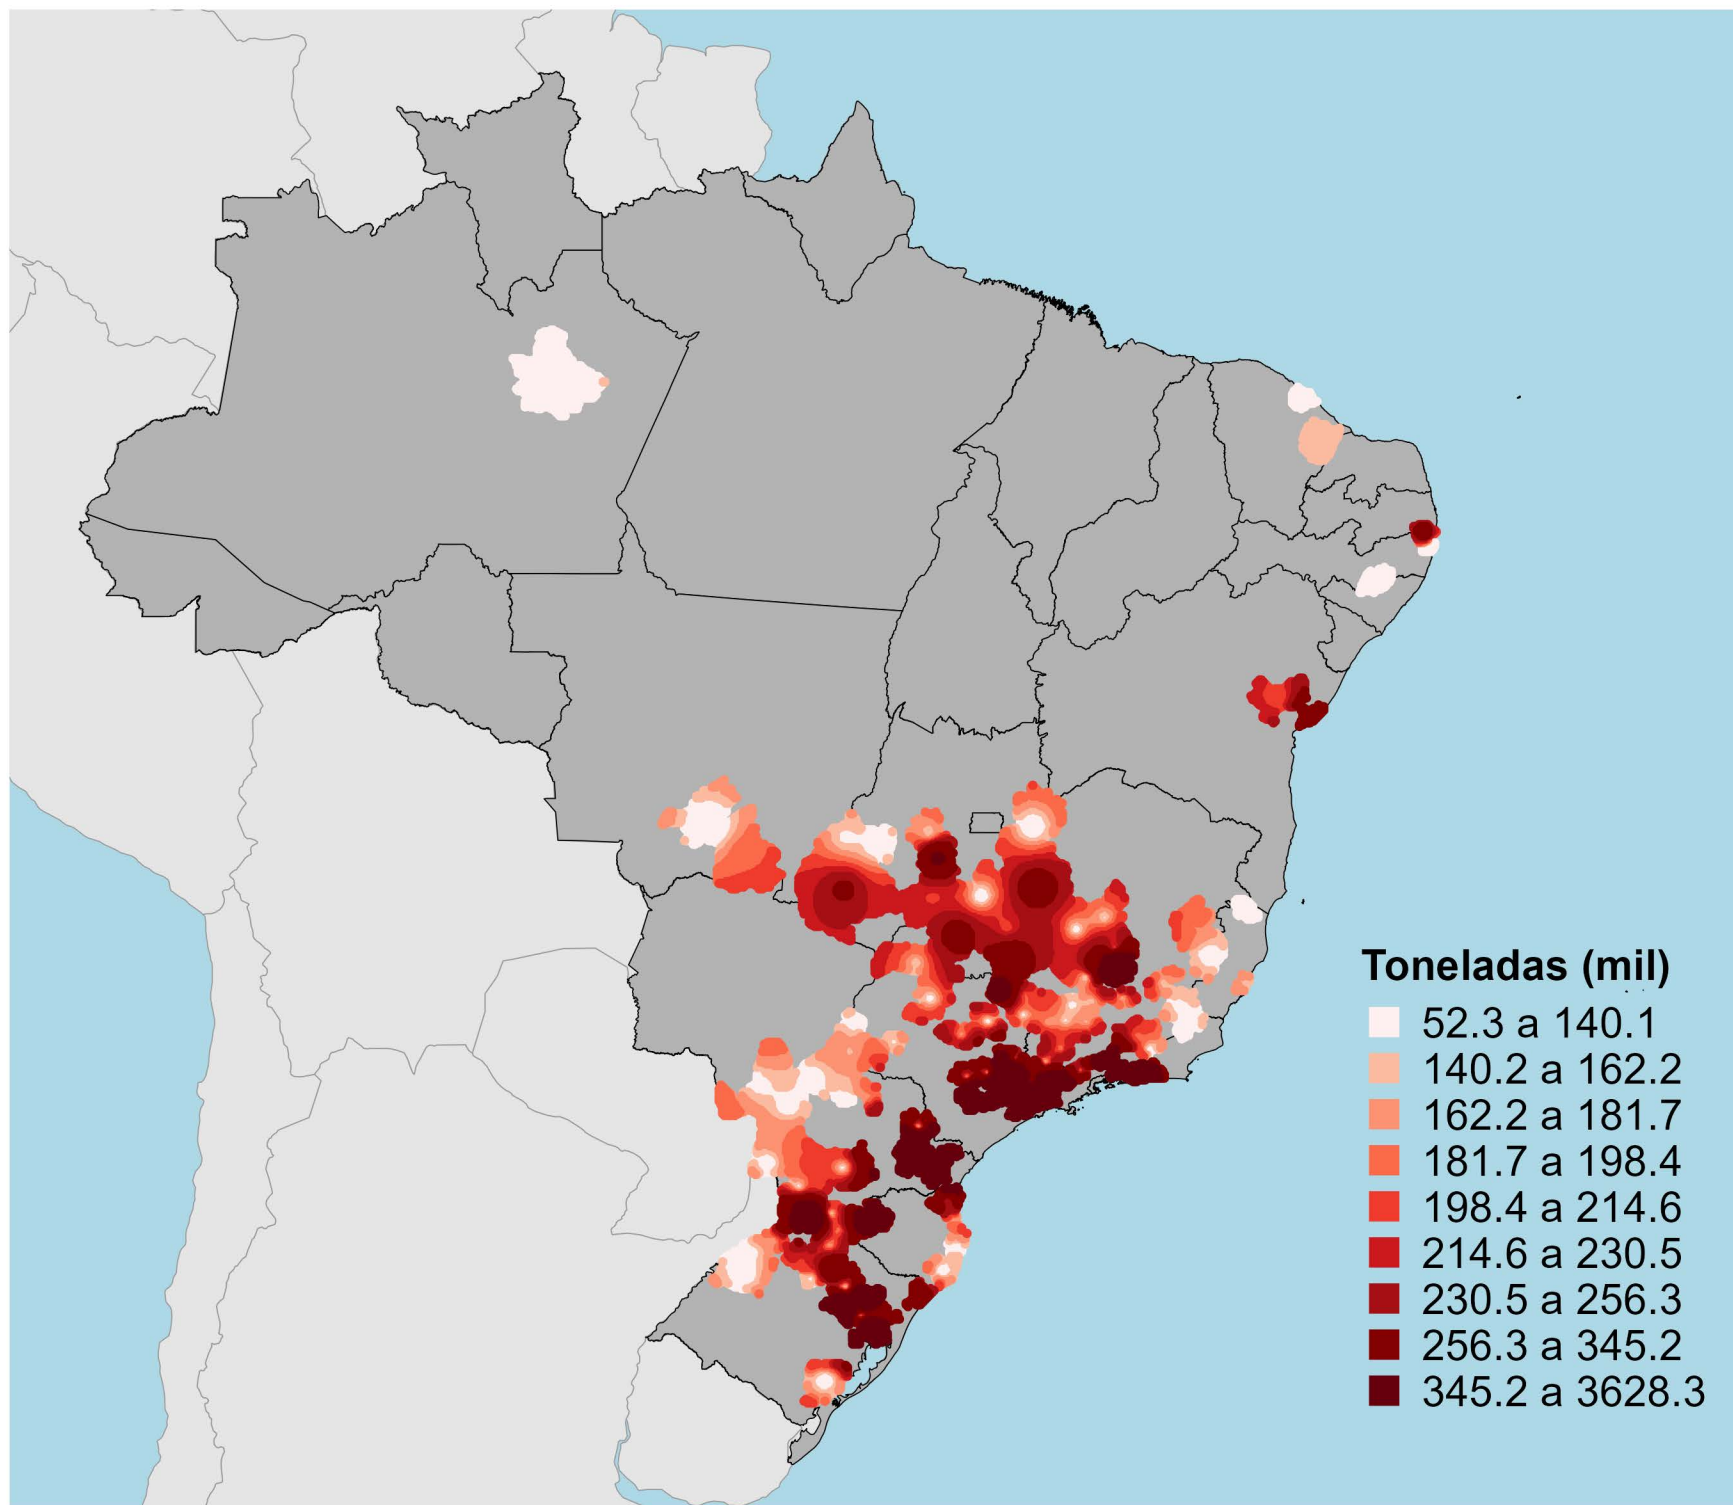 Toneladas (mil)
52.3 a 140.1
140.2 a 162.2
162.2 a 181.7
181.7 a 198.4
198.4 a 214.6
214.6 a 230.5
230.5 a 256.3
256.3 a 345.2
345.2 a 3628.3